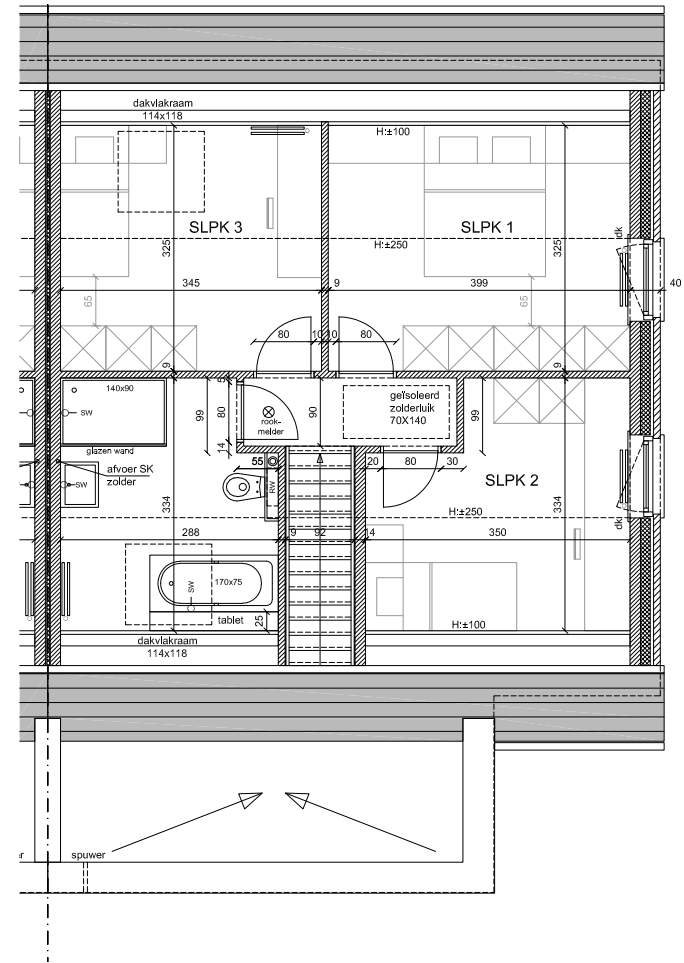 dakvlakraam
114x118
H:±100
SLPK 3
SLPK 1
325
325
dk
H:±250
345
9
399
40
65
65
80
10
10
80
9
9
140x90
SW
99
5
80
14
90
rook-
melder
geïsoleerd
zolderluik
70X140
99
glazen wand
afvoer SK
zolder
SW
55
RW
20
80
30
SLPK 2
334
334
H:±250
dk
288
9
92
14
350
170x75
SW
tablet
25
H:±100
dakvlakraam
114x118
spuwer